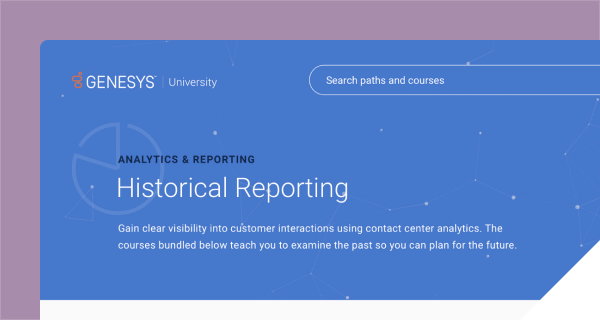 GENESYS University
Search paths and courses
ANALYTICS & REPORTING
Historical Reporting
Gain clear visibility into customer interactions using contact center analytics. The
courses bundled below teach you to examine the past so you can plan for the future.